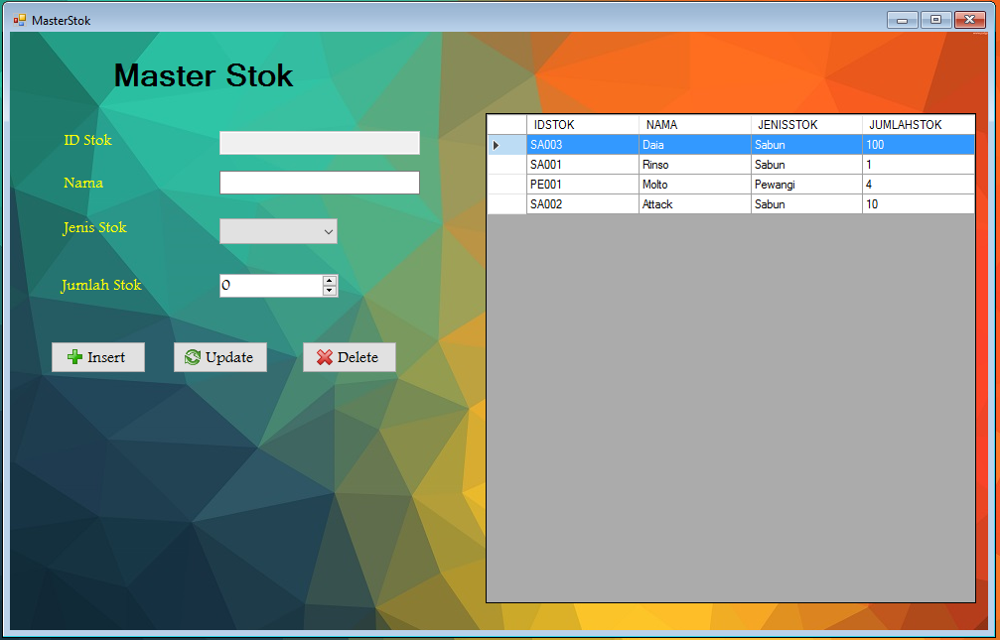 MasterStok
Master Stok
ID Stok
Nama
Jenis Stok
Jumlah Stok
0
Insert
Update
Delete
IDSTOK NAMA JENISSTOK JUMLAHSTOK
SA003 Daia Sabun 100
SA001 Rinso Sabun 1
PE001 Molto Pewangi 4
SA002 Attack Sabun 10